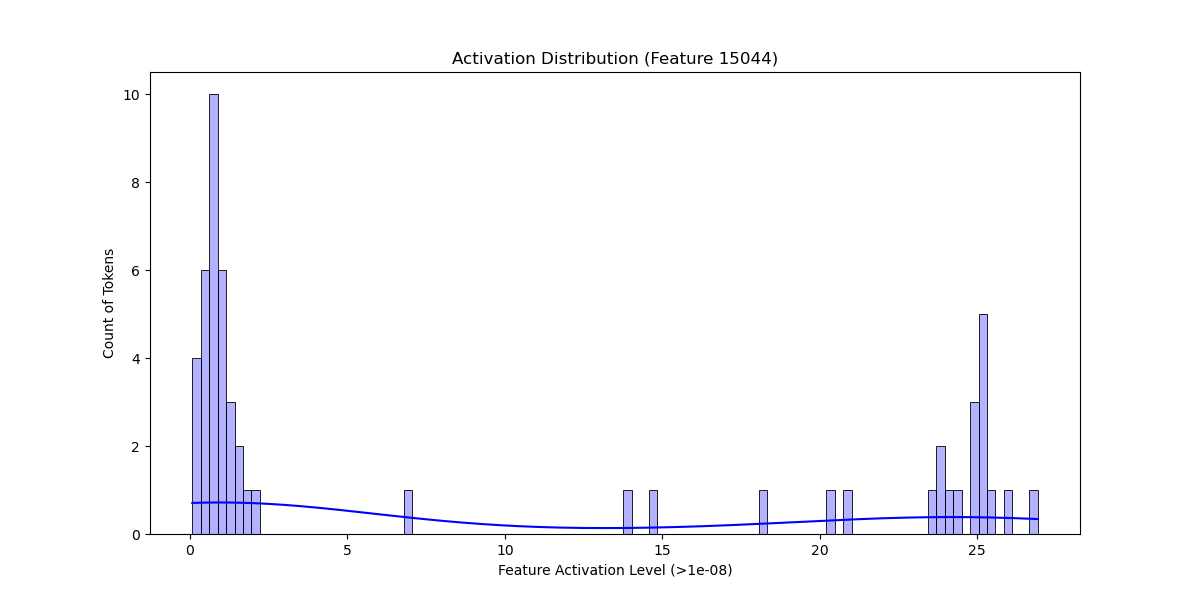 Activation Distribution (Feature 15044)
10
8
6
4
2
0
Count of Tokens
0 5 10 15 20 25
Feature Activation Level (>1e-08)